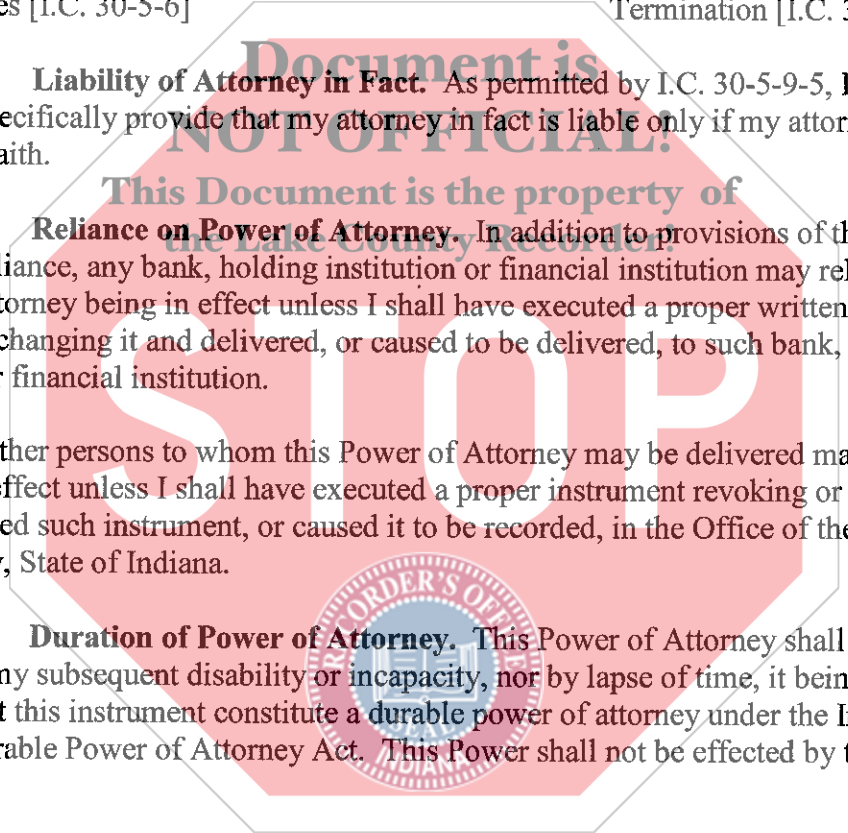 es [I.C. 30-5-6] Termination [I.C. 3
Document is
Liability of Attorney in Fact. As permitted by I.C. 30-5-9-5, I
ecifically provide that my attorney in fact is liable only if my attor
NOT OFFICIAL!
aith.
This Document is the property of
the Lake County Recorder!
Reliance on Power of Attorney. In addition to provisions of th
liance, any bank, holding institution or financial institution may rel
torney being in effect unless I shall have executed a proper written
changing it and delivered, or caused to be delivered, to such bank,
r financial institution.
STOP
ther persons to whom this Power of Attorney may be delivered ma
effect unless I shall have executed a proper instrument revoking or
ed such instrument, or caused it to be recorded, in the Office of the
, State of Indiana.
RECORDER'S OFFICE
Duration of Power of Attorney. This Power of Attorney shall
ny subsequent disability or incapacity, nor by lapse of time, it bein
t this instrument constitute a durable power of attorney under the I
SEAL
rable Power of Attorney Act. This Power shall not be effected by t
INDIANA